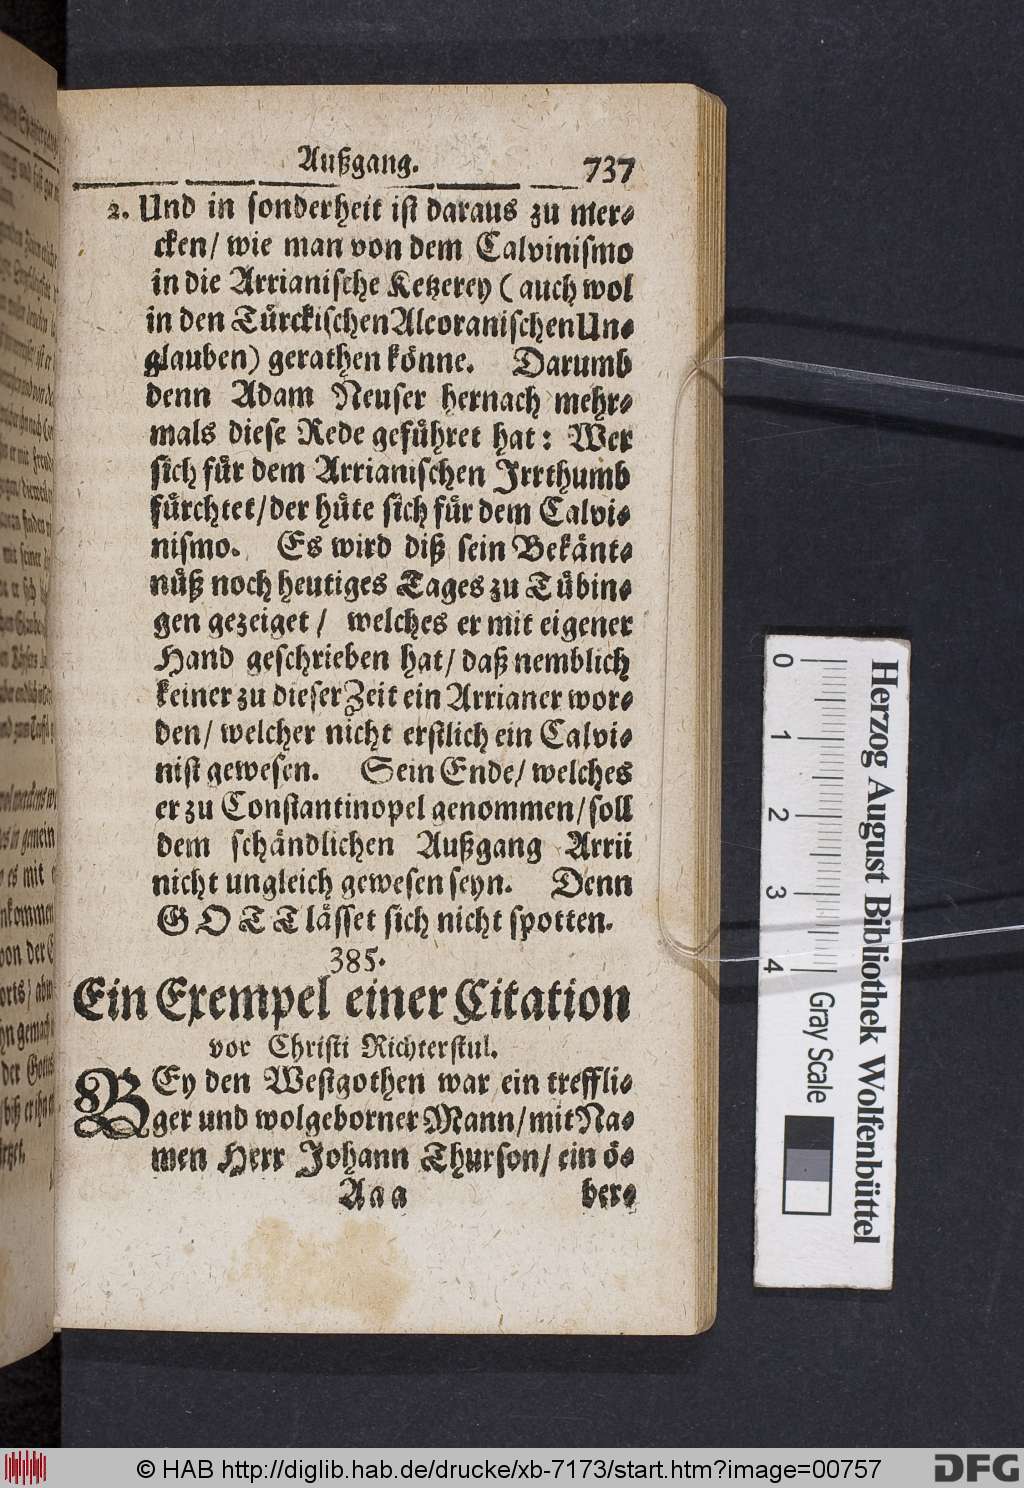 Außgang. 737
2. Und in sonderheit ist daraus zu mer⸗
cken/ wie man von dem Calvinismo
in die Arrianische Ketzerey (auch wol
in den Türckischen Alcoranischen Un⸗
glauben) gerathen könne. Darumb
denn Adam Neuser hernach mehr⸗
mals diese Rede geführet hat: Wer
sich für dem Arrianischen Irrthumb
fürchtet/ der hüte sich für dem Calvi⸗
nismo. Es wird diß sein Bekänt⸗
nüß noch heutiges Tages zu Tübin⸗
gen gezeiget/ welches er mit eigener
Hand geschrieben hat/ daß nemblich
keiner zu dieser Zeit ein Arrianer wor⸗
den/ welcher nicht erstlich ein Calvi⸗
nist gewesen. Sein Ende/ welches
er zu Constantinopel genommen/ soll
dem schändlichen Außgang Arrii
nicht ungleich gewesen seyn. Denn
GOTT lässet sich nicht spotten.
385.
Ein Exempel einer Citation
vor Christi Richterstul.
BEy den Westgothen war ein treffli⸗
ger und wolgeborner Mann/ mit Na⸗
men Herr Johann Thurson/ ein ö⸗
Aaa ber⸗
0 1 2 3 4
Herzog August Bibliothek Wolfenbüttel
Gray Scale
© HAB http://diglib.hab.de/drucke/xb-7173/start.htm?image=00757
DFG